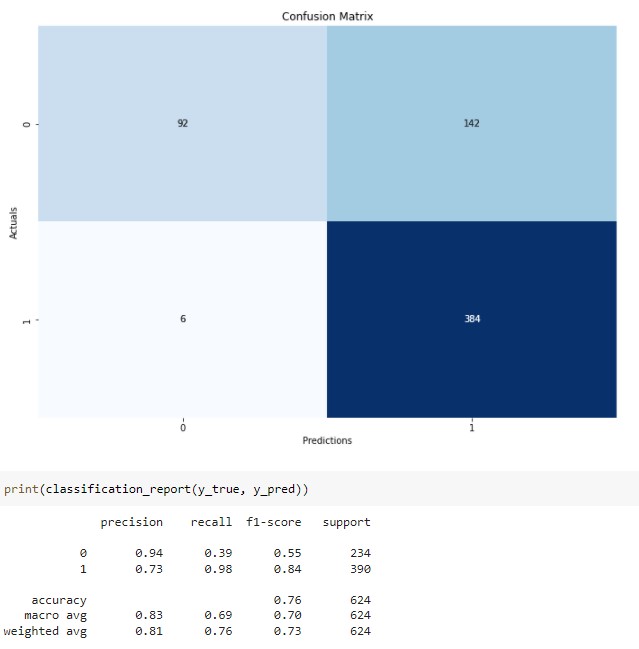 Confusion Matrix
0
92
142
Actuals
1
6
384
0
1
Predictions
print(classification_report(y_true, y_pred))
precision recall f1-score support
0 0.94 0.39 0.55 234
1 0.73 0.98 0.84 390
accuracy 0.76 624
macro avg 0.83 0.69 0.70 624
weighted avg 0.81 0.76 0.73 624